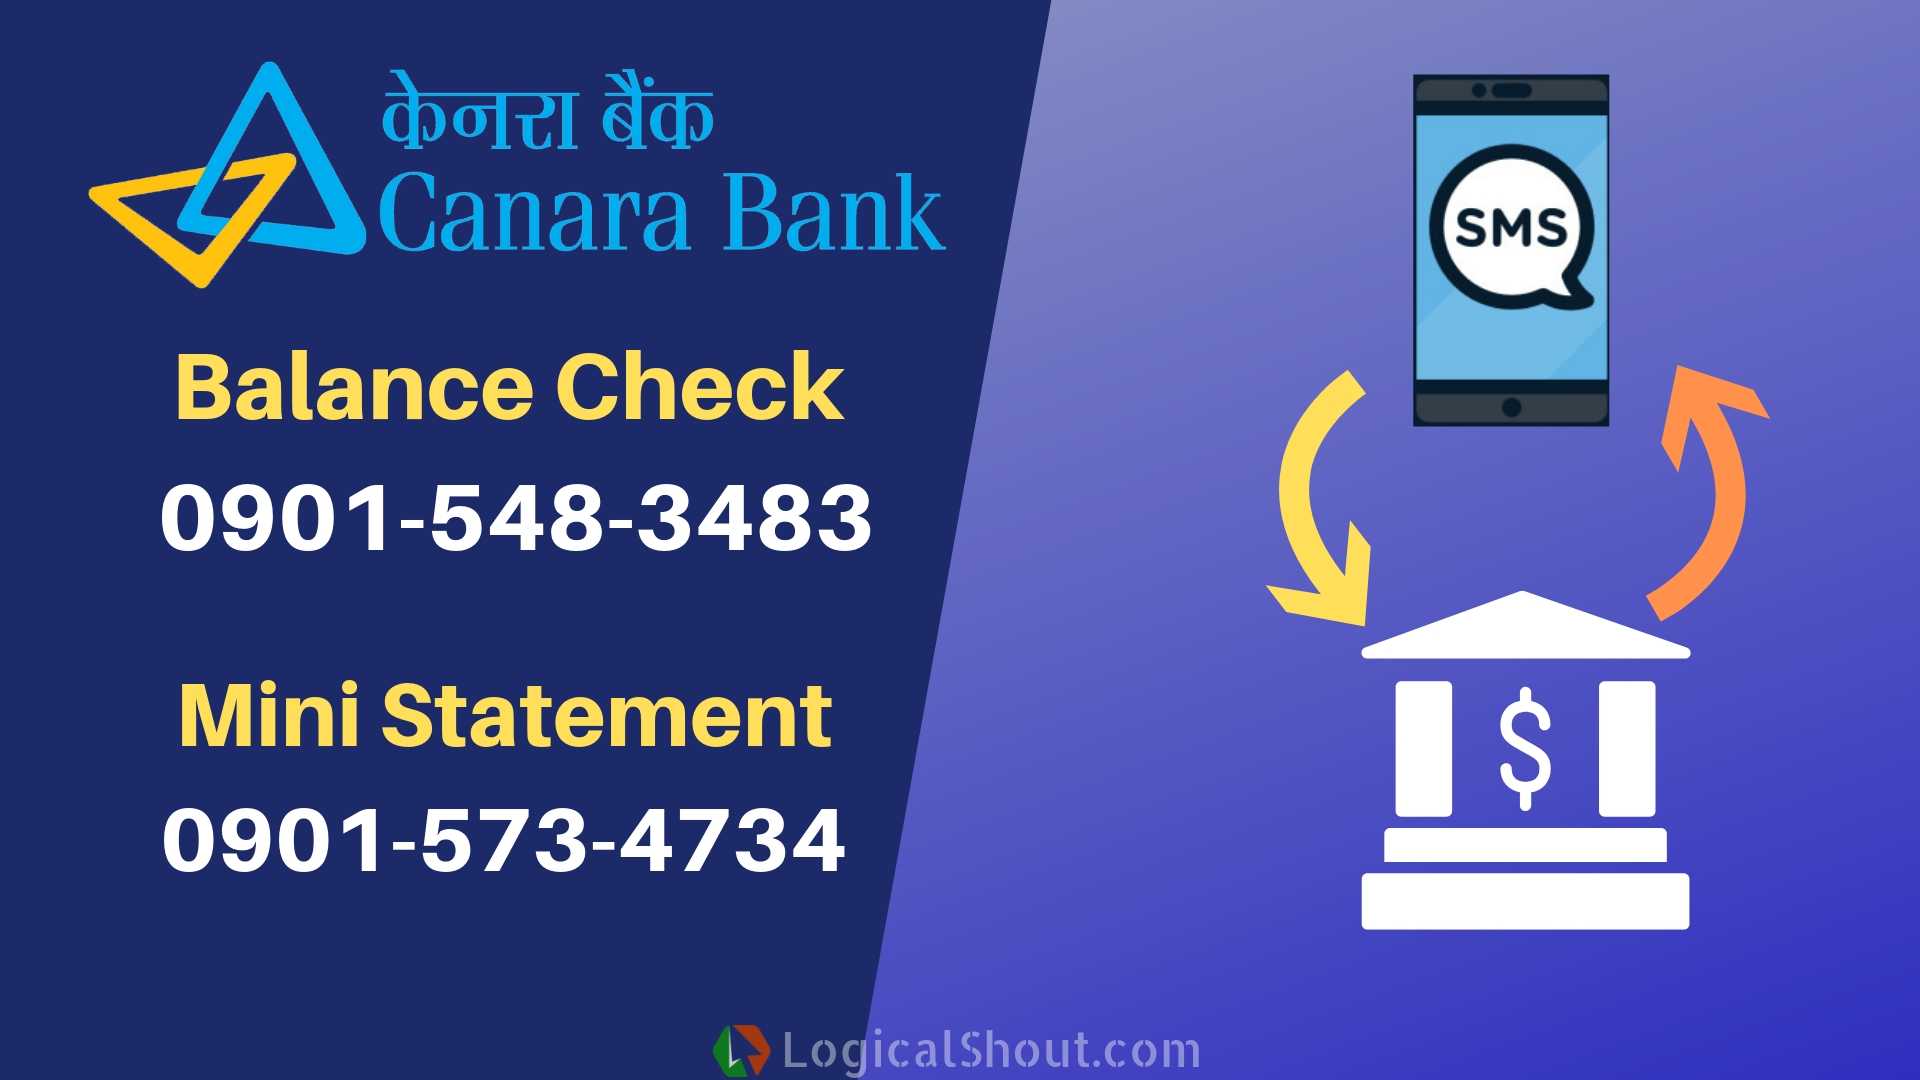 केनरा बैंक
Canara Bank
Balance Check
0901-548-3483
Mini Statement
0901-573-4734
SMS
$
LogicalShout.com